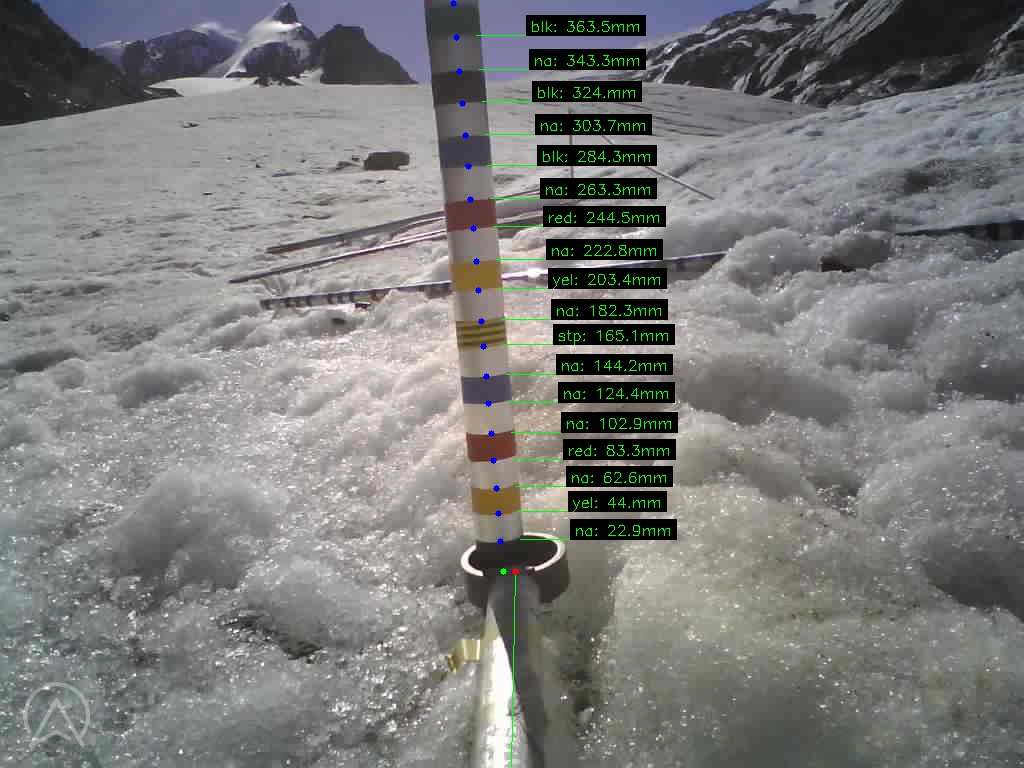 blk: 363.5mm
na: 343.3mm
blk: 324.mm
na: 303.7mm
blk: 284.3mm
na: 263.3mm
red: 244.5mm
na: 222.8mm
yel: 203.4mm
na: 182.3mm
stp: 165.1mm
na: 144.2mm
na: 124.4mm
na: 102.9mm
red: 83.3mm
na: 62.6mm
yel: 44.mm
na: 22.9mm